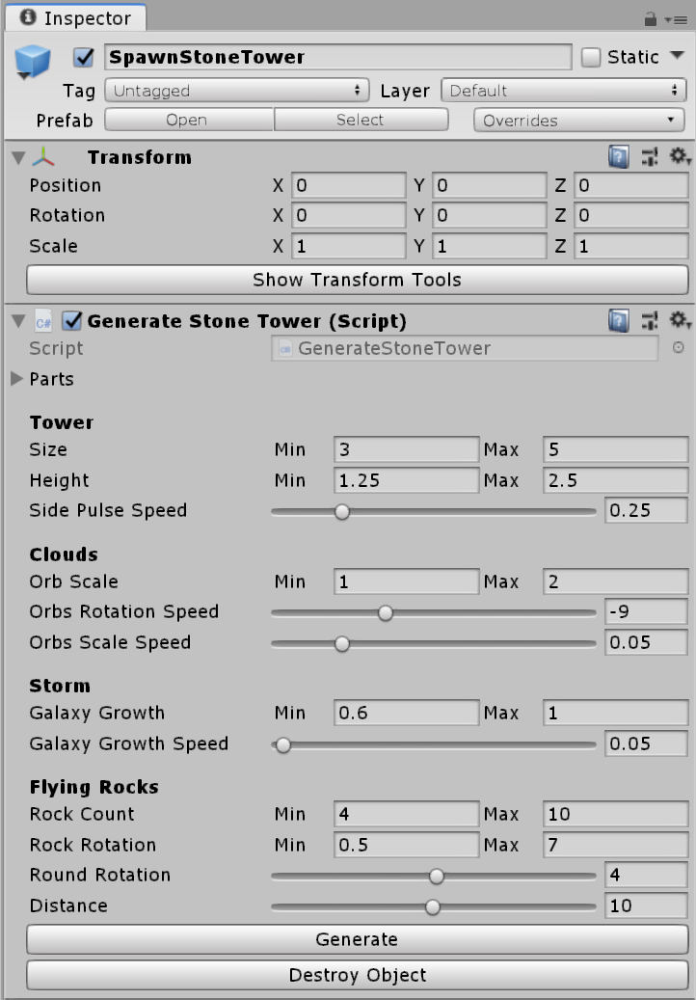 Inspector
SpawnStoneTower Static
Tag Untagged Layer Default
Prefab Open Select Overrides
Transform
Position X 0 Y 0 Z 0
Rotation X 0 Y 0 Z 0
Scale X 1 Y 1 Z 1
Show Transform Tools
C# Generate Stone Tower (Script)
Script GenerateStoneTower
Parts
Tower
Size Min 3 Max 5
Height Min 1.25 Max 2.5
Side Pulse Speed 0.25
Clouds
Orb Scale Min 1 Max 2
Orbs Rotation Speed -9
Orbs Scale Speed 0.05
Storm
Galaxy Growth Min 0.6 Max 1
Galaxy Growth Speed 0.05
Flying Rocks
Rock Count Min 4 Max 10
Rock Rotation Min 0.5 Max 7
Round Rotation 4
Distance 10
Generate
Destroy Object